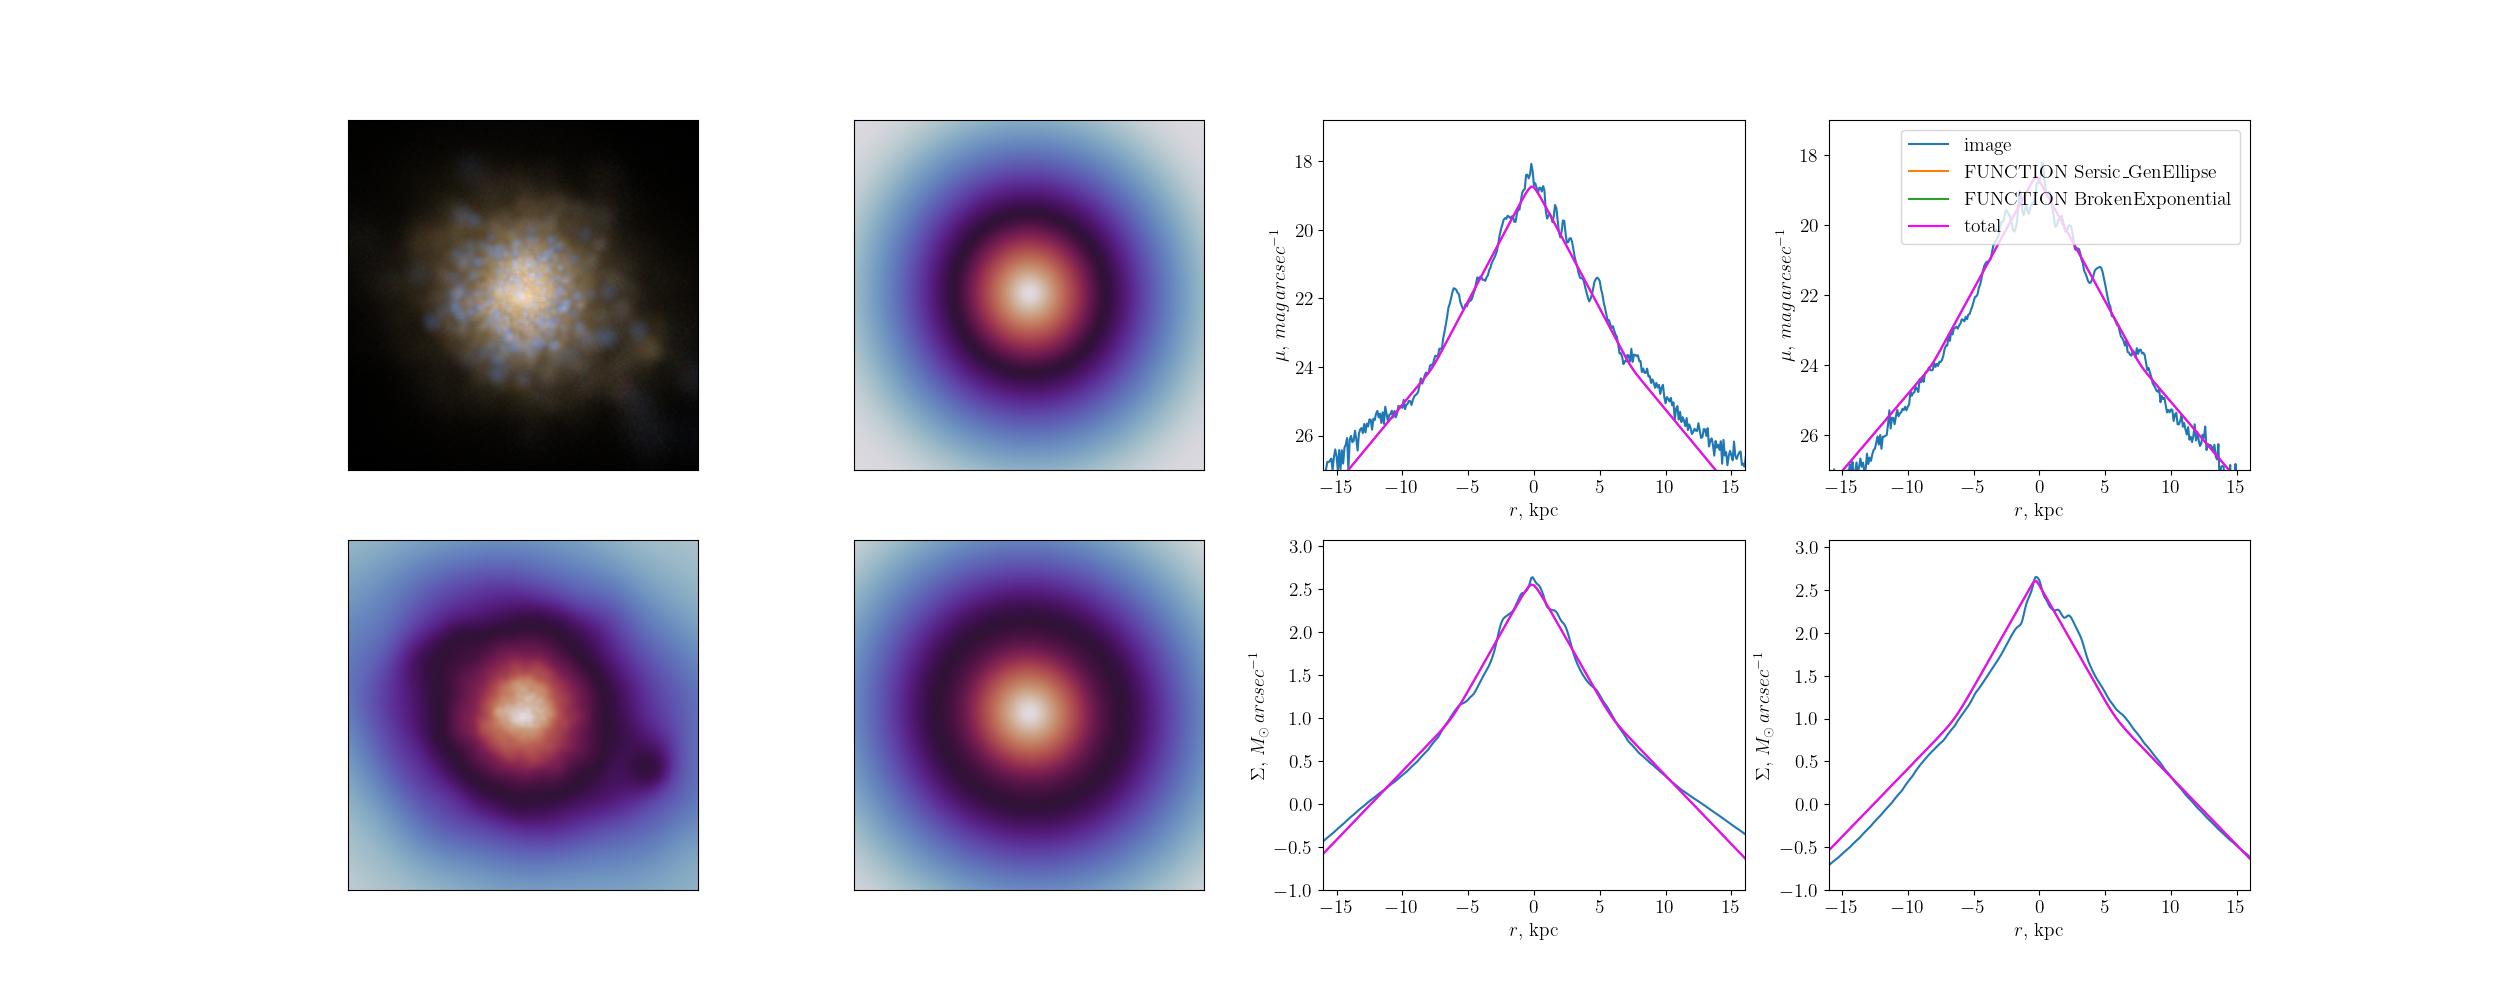 18
20
22
24
26
μ, mag arcsec⁻¹
−15 −10 −5 0 5 10 15
r, kpc
18
20
22
24
26
μ, mag arcsec⁻¹
image
FUNCTION Sersic_GenEllipse
FUNCTION BrokenExponential
total
−15 −10 −5 0 5 10 15
r, kpc
3.0
2.5
2.0
1.5
1.0
0.5
0.0
−0.5
−1.0
Σ, M⊙ arcsec⁻¹
−15 −10 −5 0 5 10 15
r, kpc
3.0
2.5
2.0
1.5
1.0
0.5
0.0
−0.5
−1.0
Σ, M⊙ arcsec⁻¹
−15 −10 −5 0 5 10 15
r, kpc